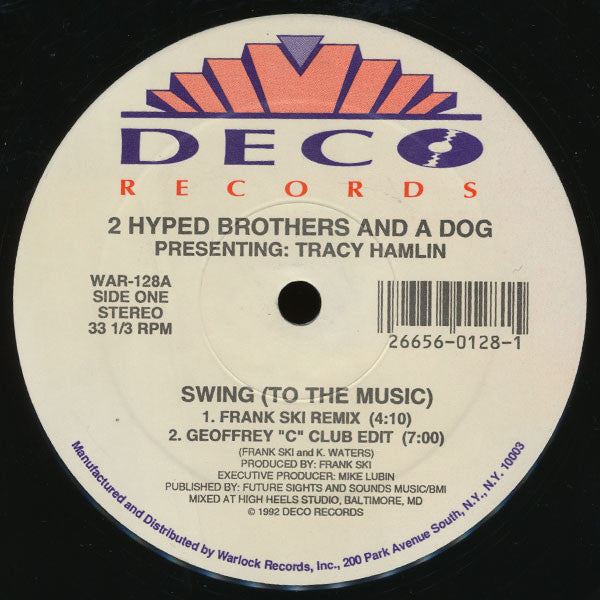 DECO
RECORDS
2 HYPED BROTHERS AND A DOG
PRESENTING: TRACY HAMLIN
WAR-128A
SIDE ONE
STEREO
33 1/3 RPM
26656-0128-1
SWING (TO THE MUSIC)
1. FRANK SKI REMIX (4:10)
2. GEOFFREY "C" CLUB EDIT (7:00)
(FRANK SKI and K. WATERS)
PRODUCED BY: FRANK SKI
EXECUTIVE PRODUCER: MIKE LUBIN
PUBLISHED BY: FUTURE SIGHTS AND SOUNDS MUSIC/BMI
MIXED AT HIGH HEELS STUDIO, BALTIMORE, MD
© 1992 DECO RECORDS
Manufactured and Distributed by Warlock Records, Inc., 200 Park Avenue South, N.Y., N.Y. 10003